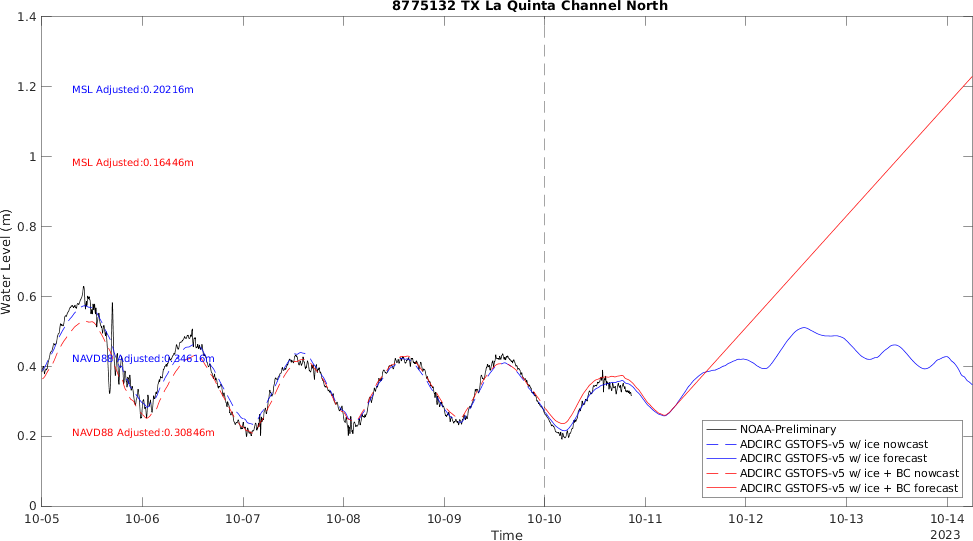 8775132 TX La Quinta Channel North
1.4
1.2
1
0.8
0.6
0.4
0.2
0
Water Level (m)
MSL Adjusted:0.20216m
MSL Adjusted:0.16446m
NAVD88 Adjusted:0.34616m
NAVD88 Adjusted:0.30846m
NOAA-Preliminary
ADCIRC GSTOFS-v5 w/ ice nowcast
ADCIRC GSTOFS-v5 w/ ice forecast
ADCIRC GSTOFS-v5 w/ ice + BC nowcast
ADCIRC GSTOFS-v5 w/ ice + BC forecast
10-05 10-06 10-07 10-08 10-09 10-10 10-11 10-12 10-13 10-14
Time 2023